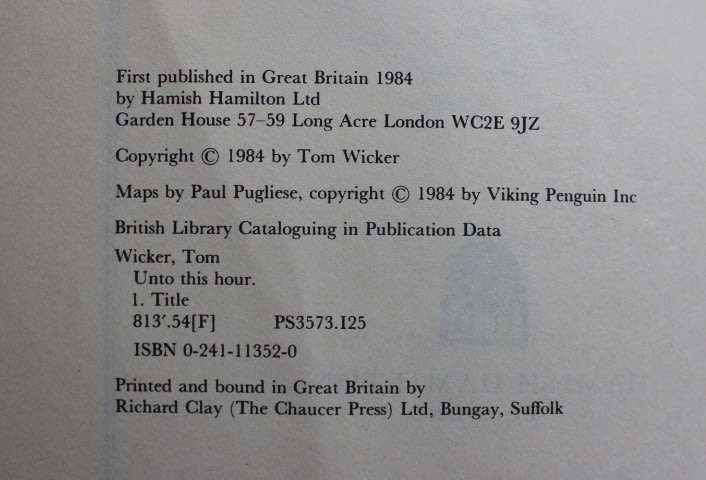 First published in Great Britain 1984
by Hamish Hamilton Ltd
Garden House 57–59 Long Acre London WC2E 9JZ
Copyright © 1984 by Tom Wicker
Maps by Paul Pugliese, copyright © 1984 by Viking Penguin Inc
British Library Cataloguing in Publication Data
Wicker, Tom
Unto this hour.
1. Title
813′.54[F] PS3573.I25
ISBN 0-241-11352-0
Printed and bound in Great Britain by
Richard Clay (The Chaucer Press) Ltd, Bungay, Suffolk